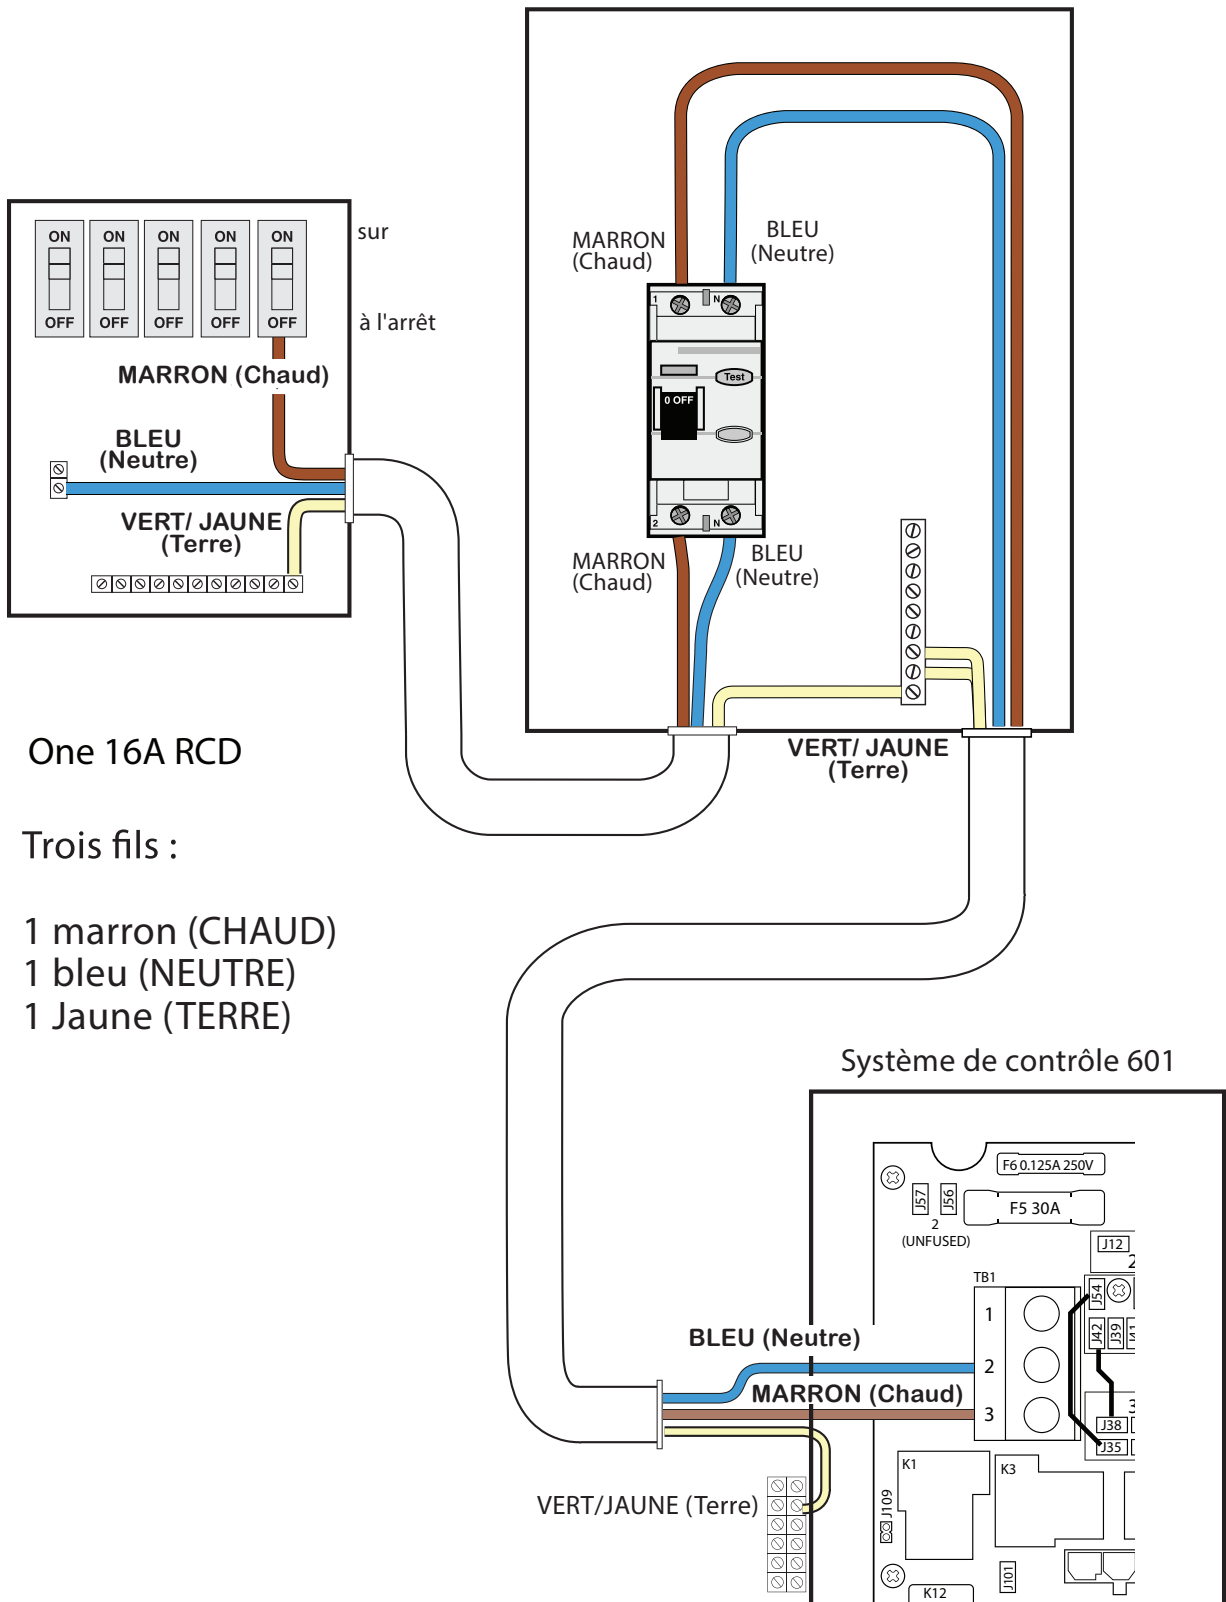 ON
ON
ON
ON
ON
OFF
OFF
OFF
OFF
OFF
sur
à l'arrêt
MARRON (Chaud)
BLEU
(Neutre)
VERT/ JAUNE
(Terre)
MARRON
(Chaud)
BLEU
(Neutre)
1
N
Test
0 OFF
2
N
MARRON
(Chaud)
BLEU
(Neutre)
VERT/ JAUNE
(Terre)
One 16A RCD
Trois fils :
1 marron (CHAUD)
1 bleu (NEUTRE)
1 Jaune (TERRE)
Système de contrôle 601
F6 0.125A 250V
J57
J56
F5 30A
2
(UNFUSED)
J12
2
TB1
J54
1
J42
J39
J41
BLEU (Neutre)
2
MARRON (Chaud)
3
3
J38
J35
K1
K3
J109
VERT/JAUNE (Terre)
J101
K12